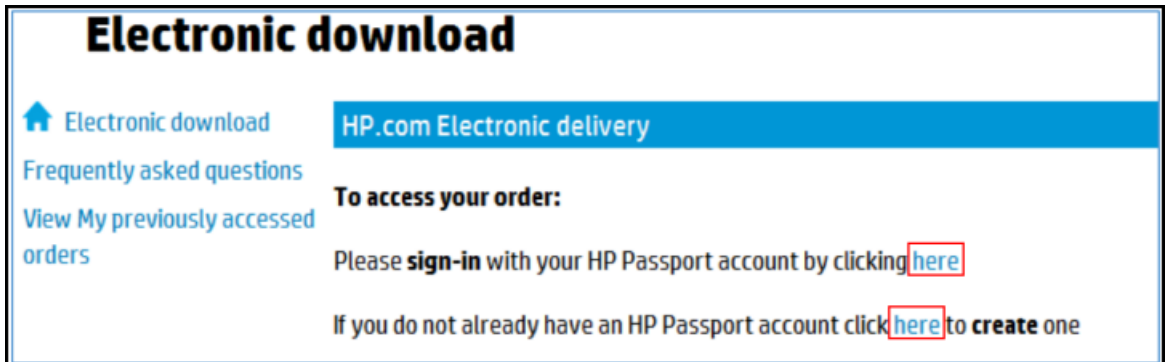 Electronic download
Electronic download
Frequently asked questions
View My previously accessed
orders
HP.com Electronic delivery
To access your order:
Please sign-in with your HP Passport account by clicking here
If you do not already have an HP Passport account click here to create one